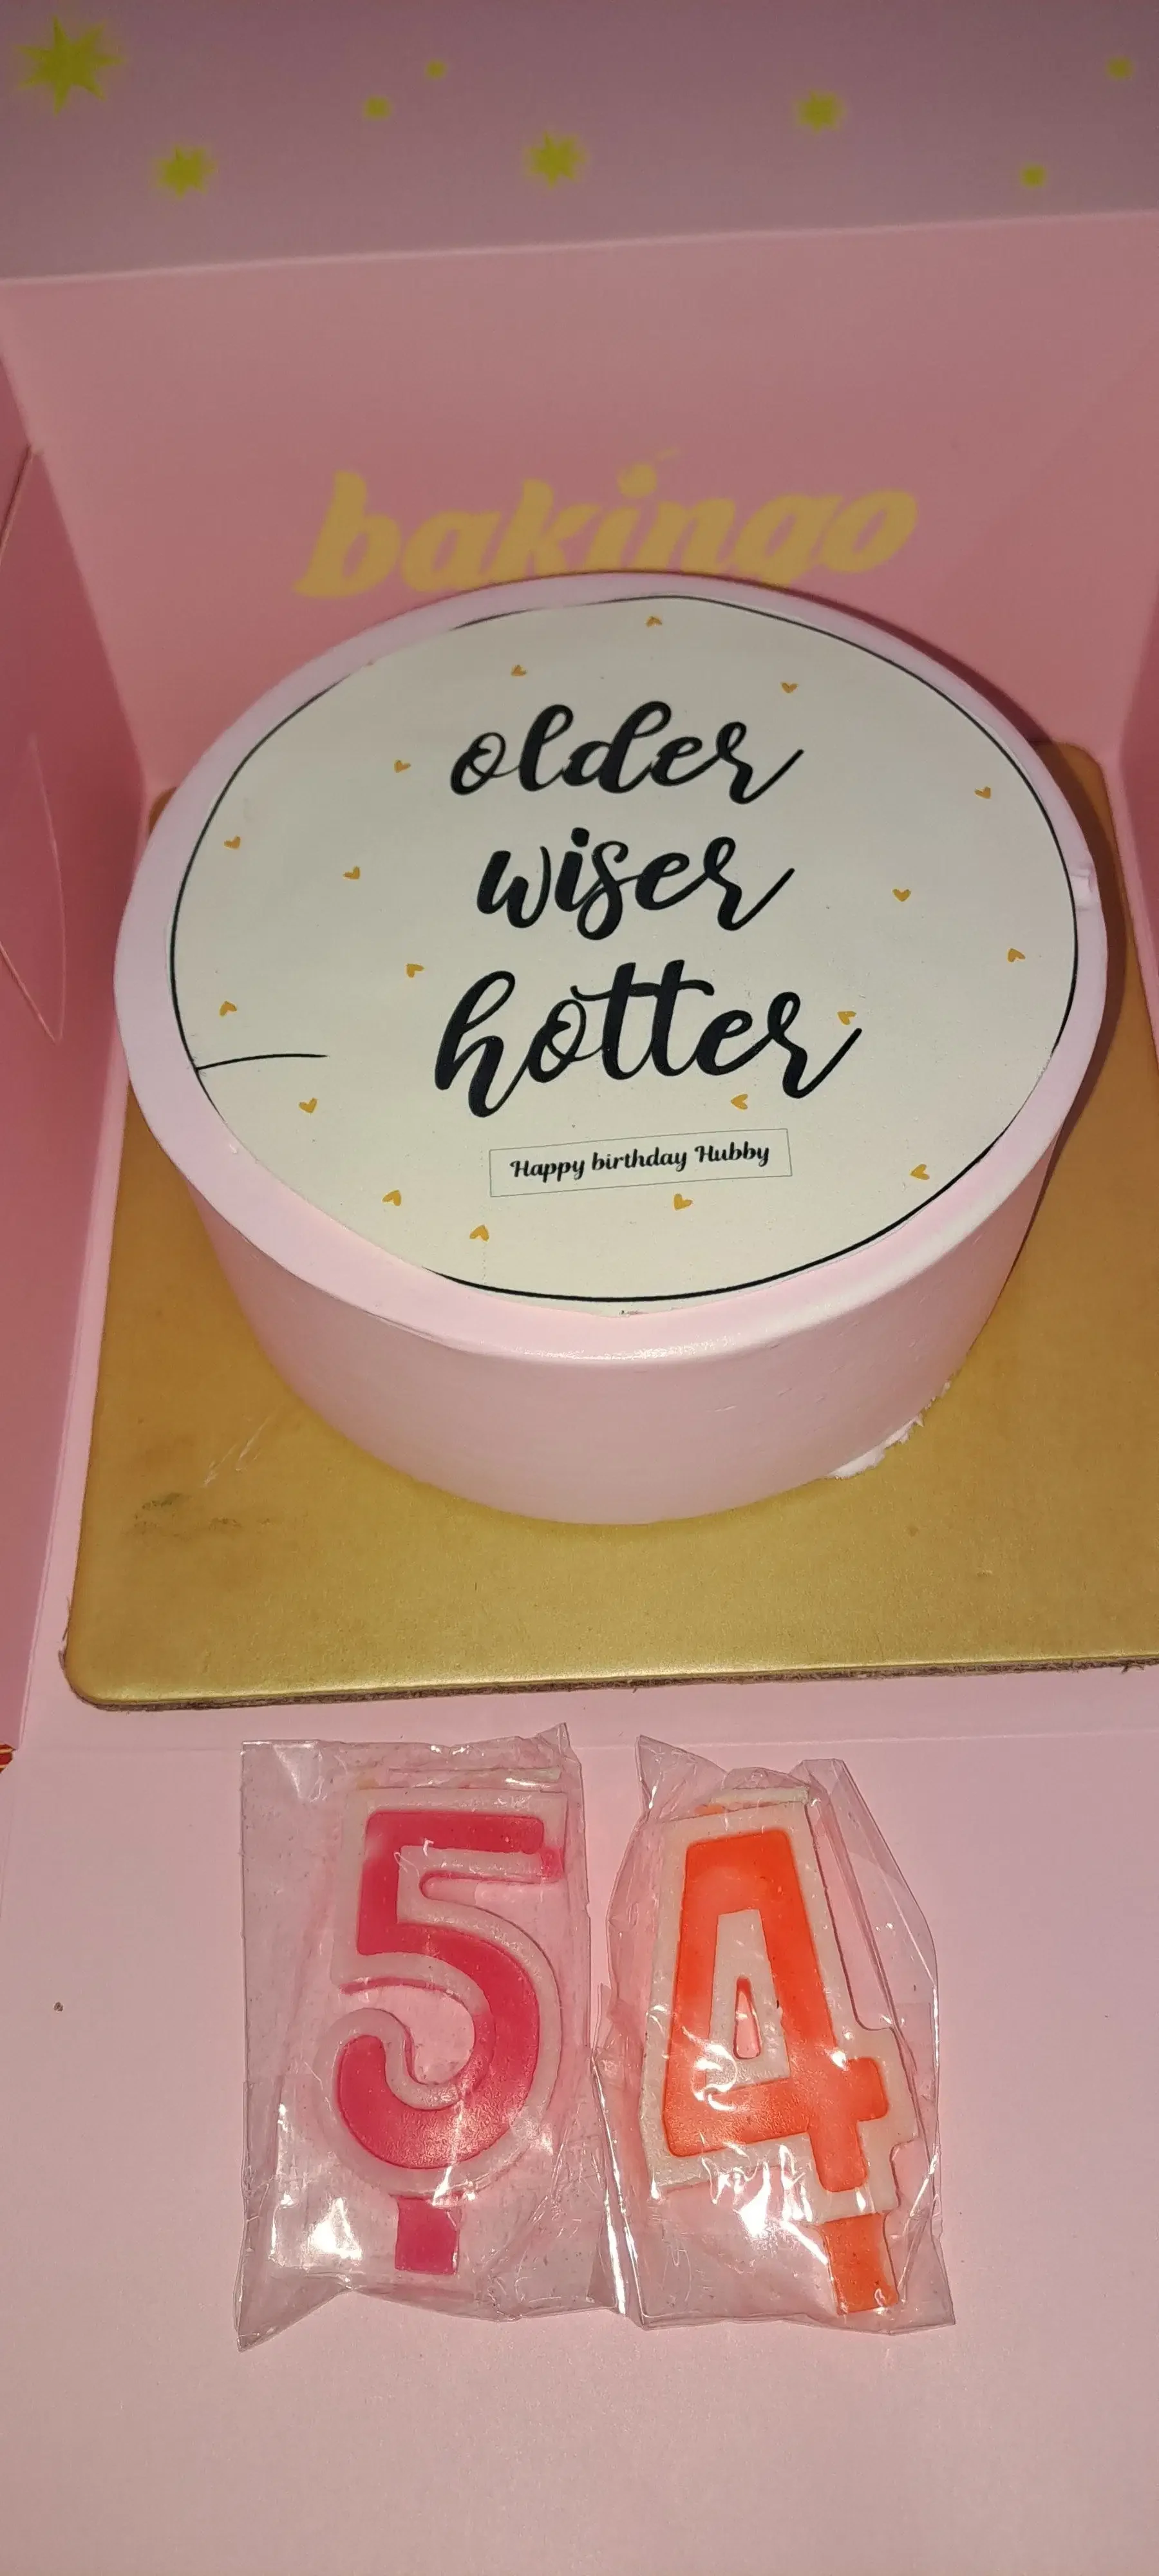 bakingo
older
wiser
hotter
Happy birthday Hubby
5 4